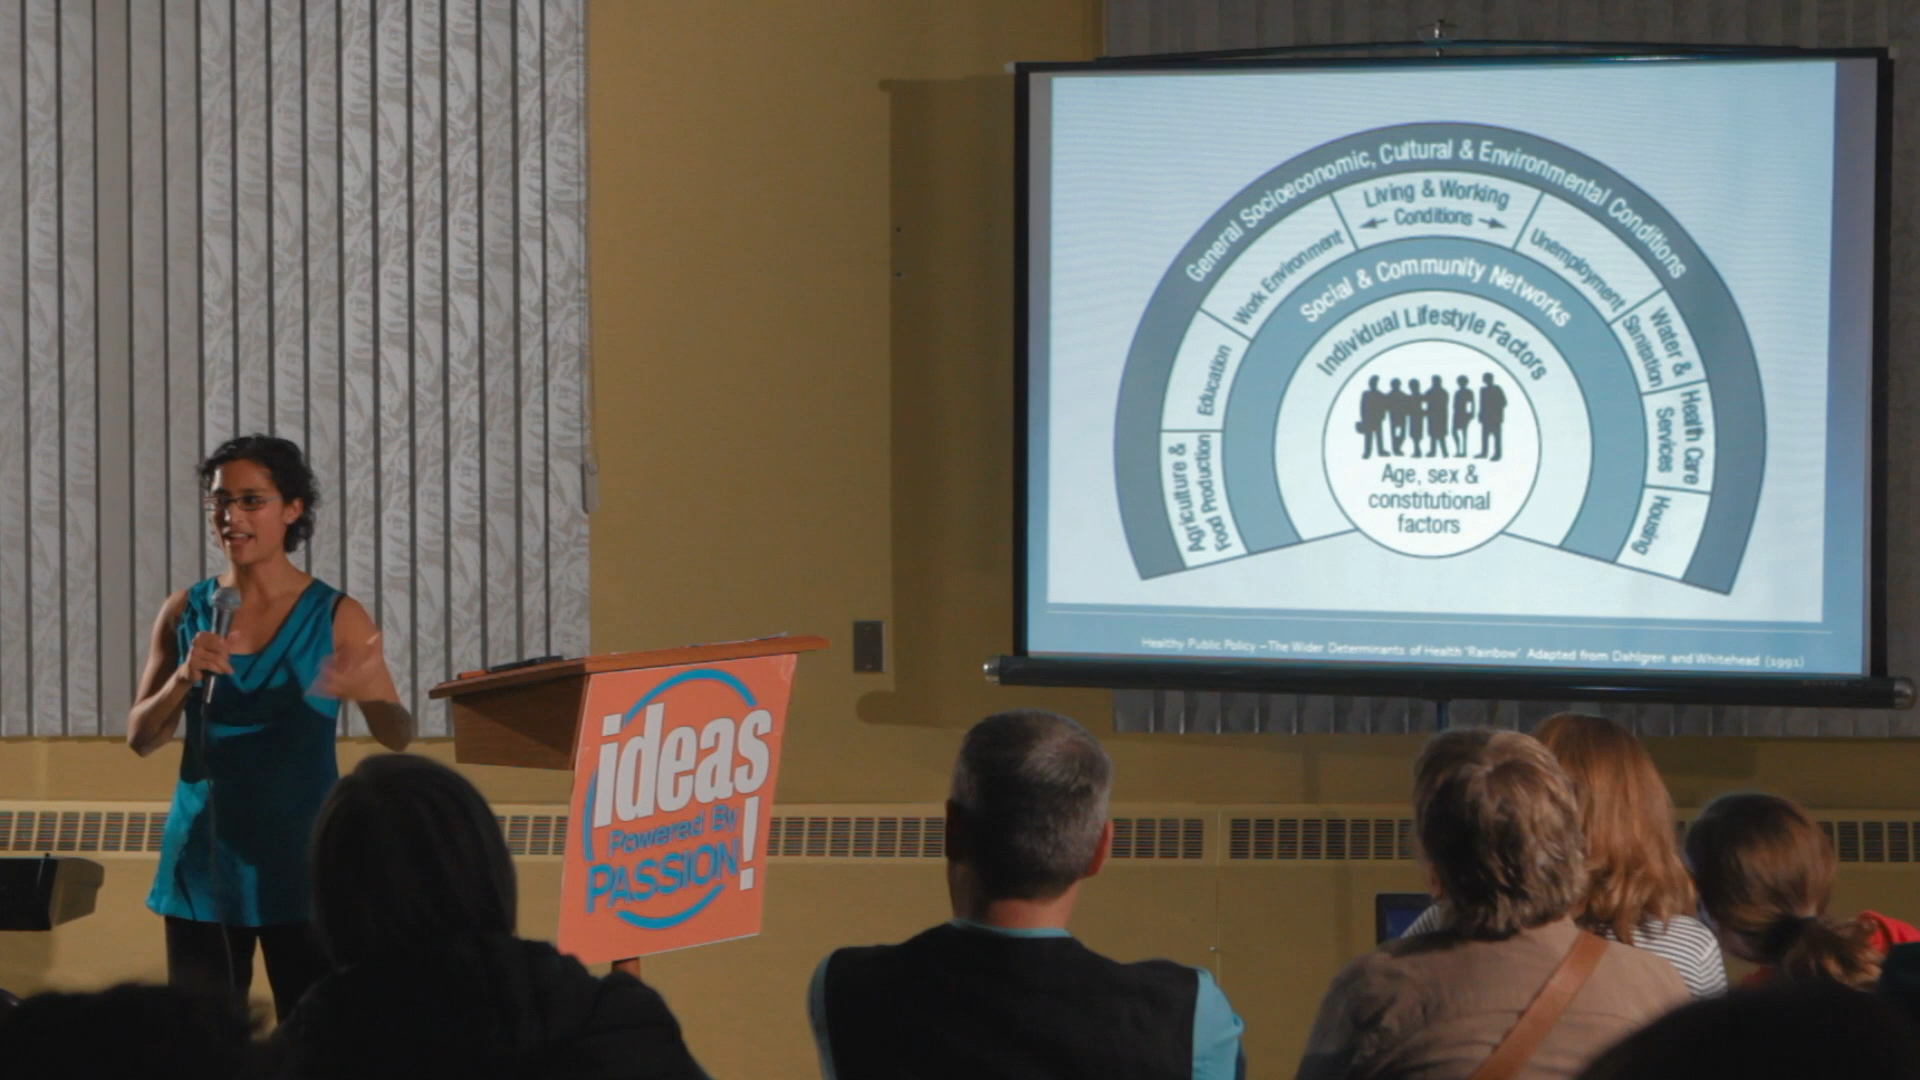 General Socioeconomic, Cultural & Environmental Conditions
Living & Working
Conditions
Work Environment
Unemployment
Education
Water &
Sanitation
Agriculture &
Food Production
Health Care
Services
Housing
Social & Community Networks
Individual Lifestyle Factors
Age, sex &
constitutional
factors
Healthy Public Policy – The Wider Determinants of Health 'Rainbow' Adapted from Dahlgren and Whitehead (1991)
ideas
Powered By
PASSION!